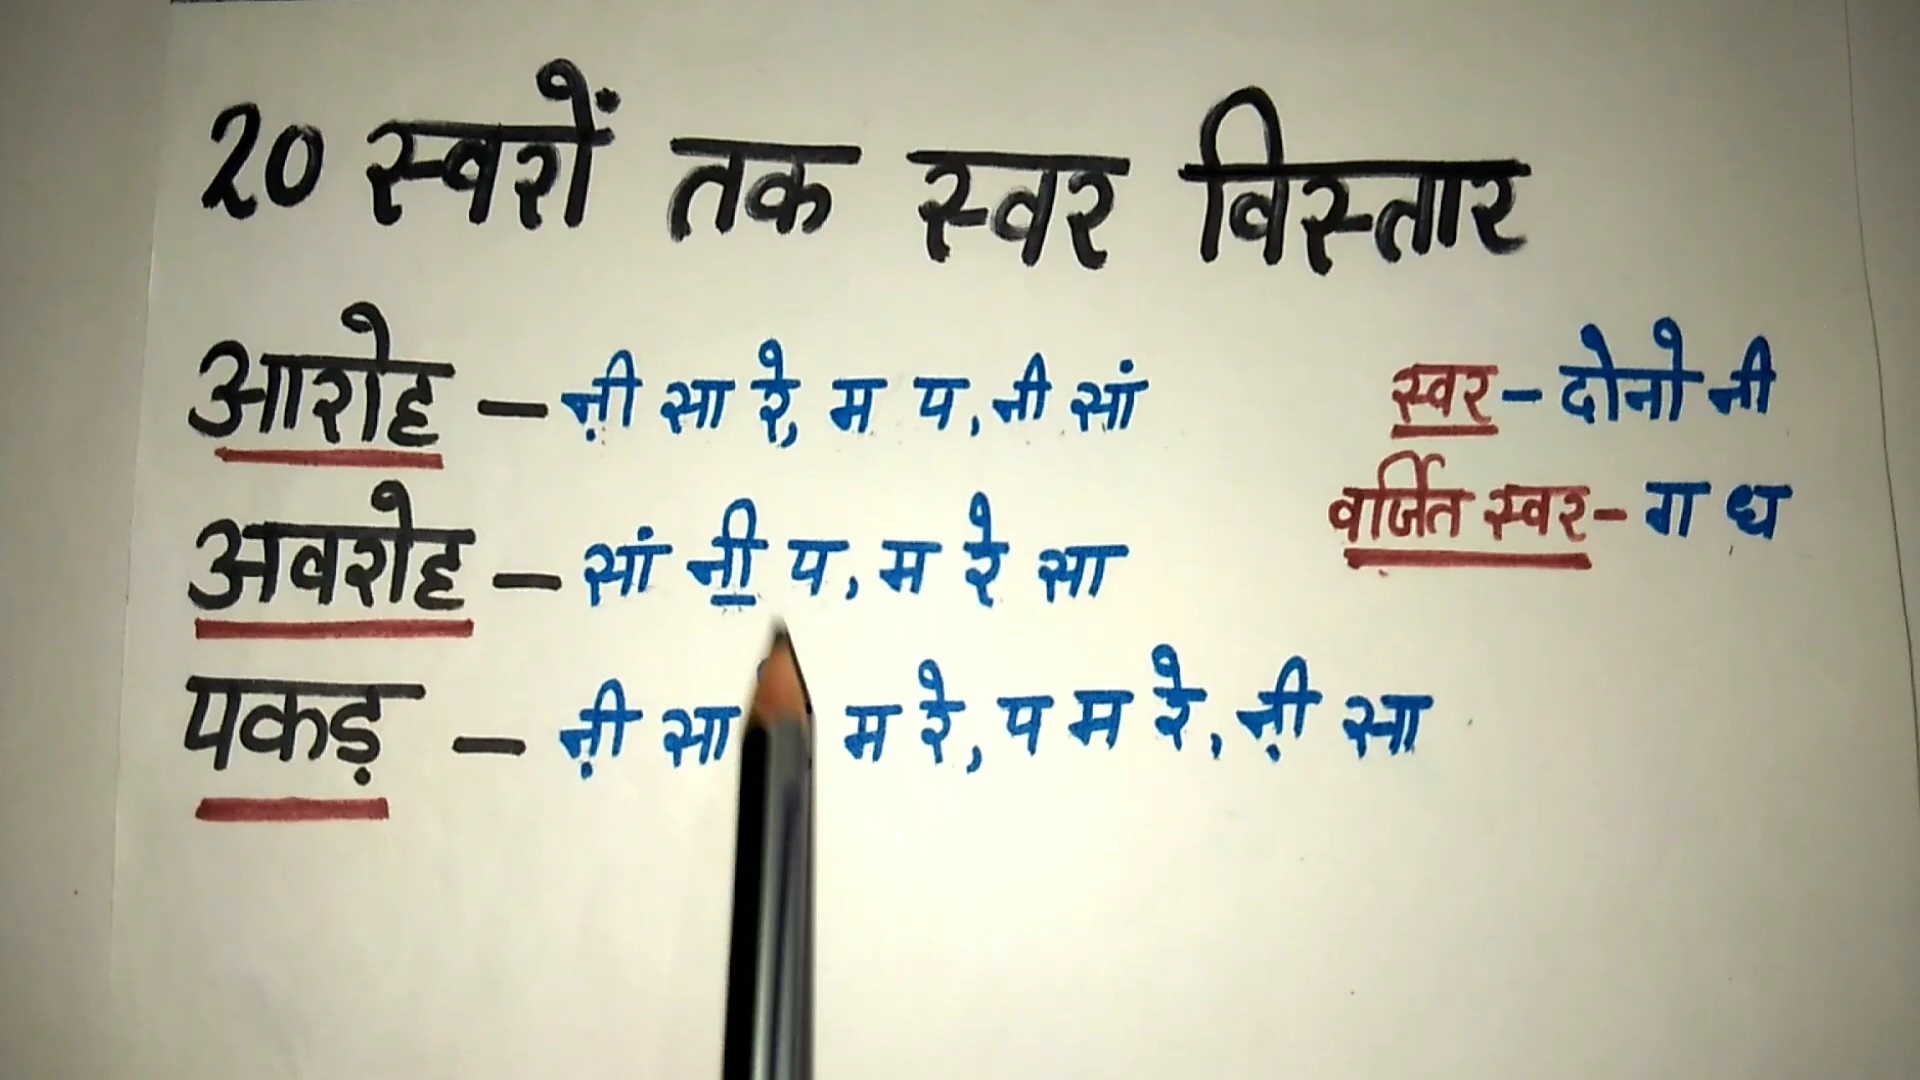 20 स्वरों तक स्वर विस्तार
आरोह – ऩी सा रे, म प, नी सां
स्वर – दोनो नी
अवरोह – सां नी॒ प, म रे सा
वर्जित स्वर – ग ध
पकड़ – ऩी सा म रे, प म रे, ऩी सा